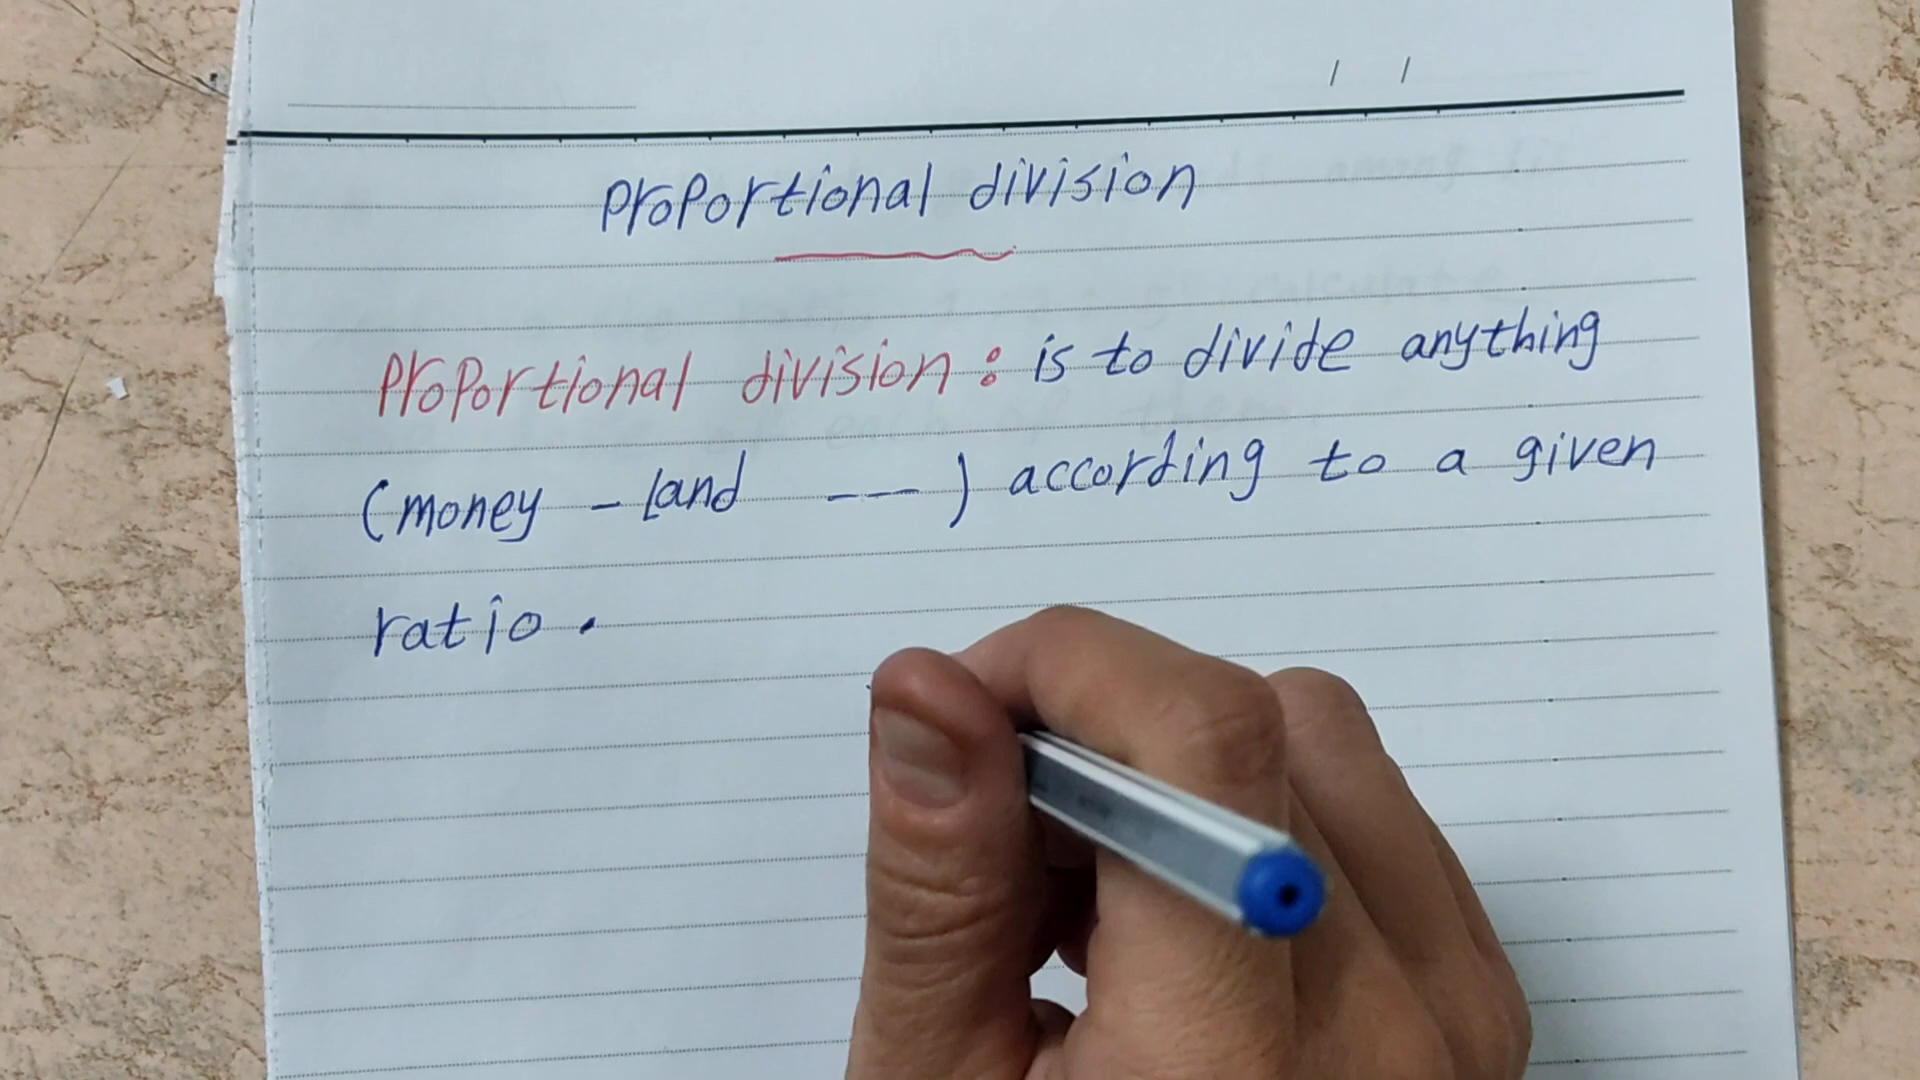 Proportional division
Proportional division : is to divide anything
(money - land - - -) according to a given
ratio .